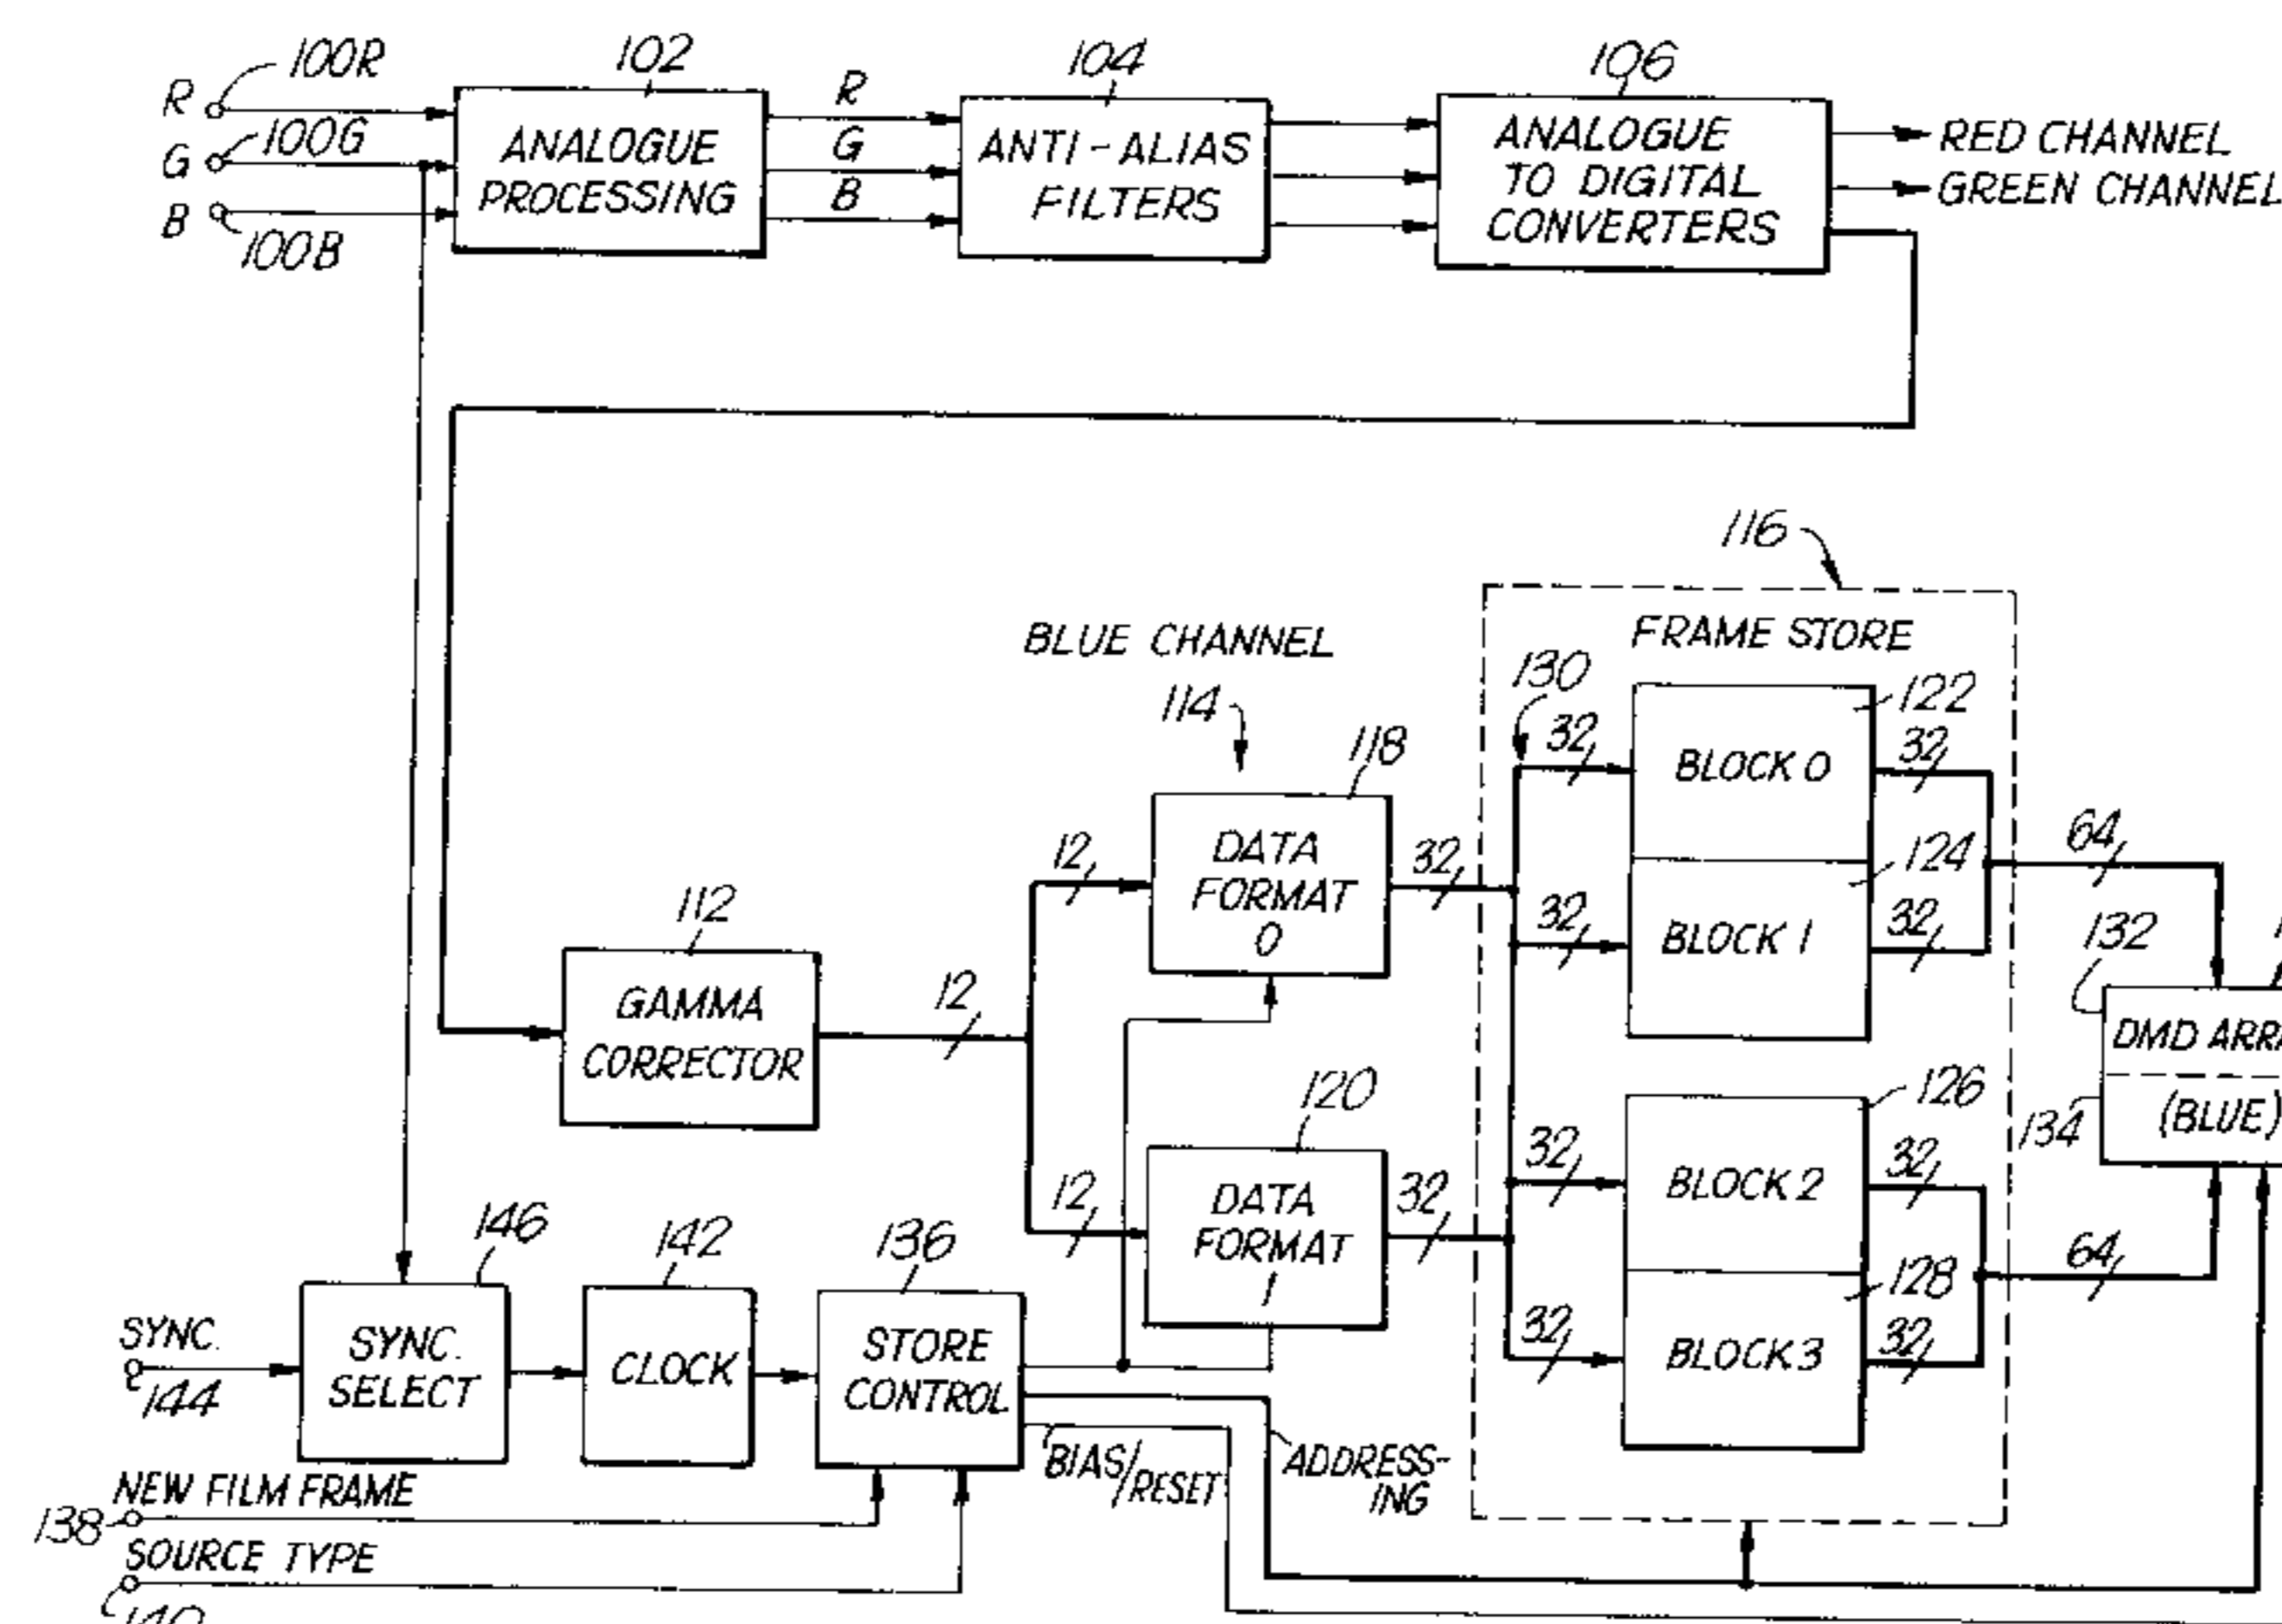 R 100R
G 100G
B 100B
102
ANALOGUE
PROCESSING
R
G
B
104
ANTI-ALIAS
FILTERS
106
ANALOGUE
TO DIGITAL
CONVERTERS
RED CHANNEL
GREEN CHANNEL
116
FRAME STORE
BLUE CHANNEL
114
130
32
122
BLOCK 0
32
118
DATA
FORMAT
0
12
32
32
124
BLOCK 1
32
64
132
DMD
134
(BLUE)
112
GAMMA
CORRECTOR
12
120
DATA
FORMAT
1
12
32
32
126
BLOCK 2
32
64
32
128
BLOCK 3
32
146
SYNC.
SELECT
142
CLOCK
136
STORE
CONTROL
SYNC.
144
BIAS/RESET
ADDRESS-
ING
NEW FILM FRAME
138
SOURCE TYPE